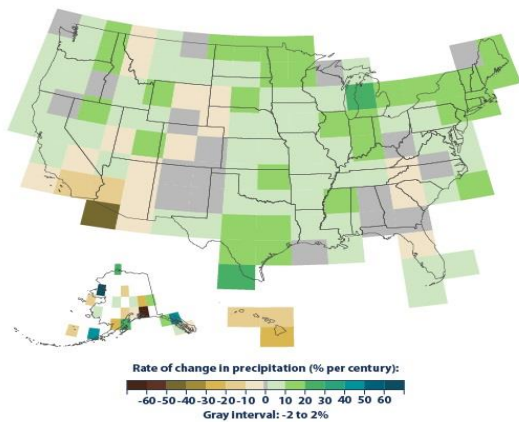 Rate of change in precipitation (% per century):
-60 -50 -40 -30 -20 -10 0 10 20 30 40 50 60
Gray interval: -2 to 2%